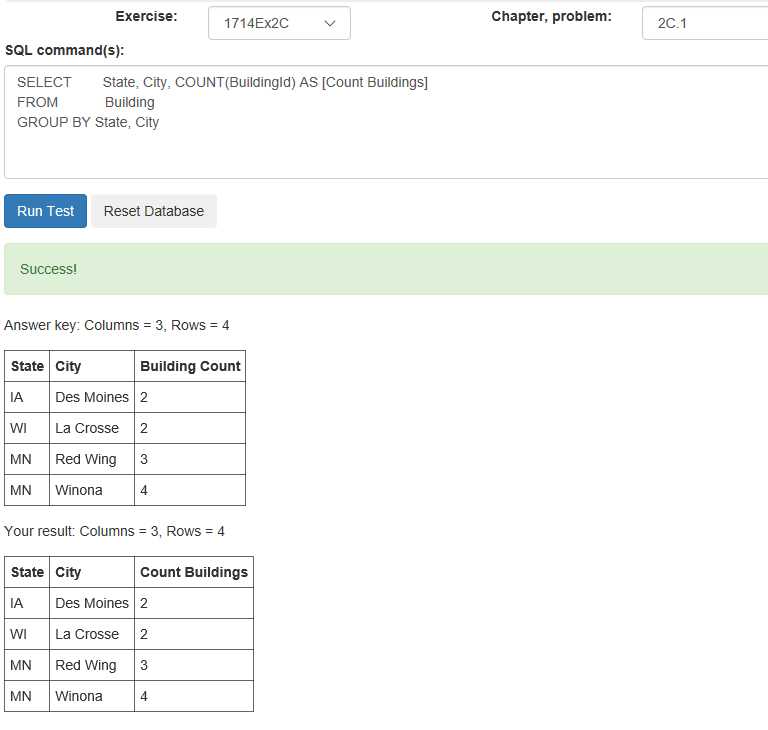 Exercise: 1714Ex2C Chapter, problem: 2C.1
SQL command(s):
SELECT State, City, COUNT(BuildingId) AS [Count Buildings]
FROM Building
GROUP BY State, City
Run Test Reset Database
Success!
Answer key: Columns = 3, Rows = 4
State City Building Count
IA Des Moines 2
WI La Crosse 2
MN Red Wing 3
MN Winona 4
Your result: Columns = 3, Rows = 4
State City Count Buildings
IA Des Moines 2
WI La Crosse 2
MN Red Wing 3
MN Winona 4